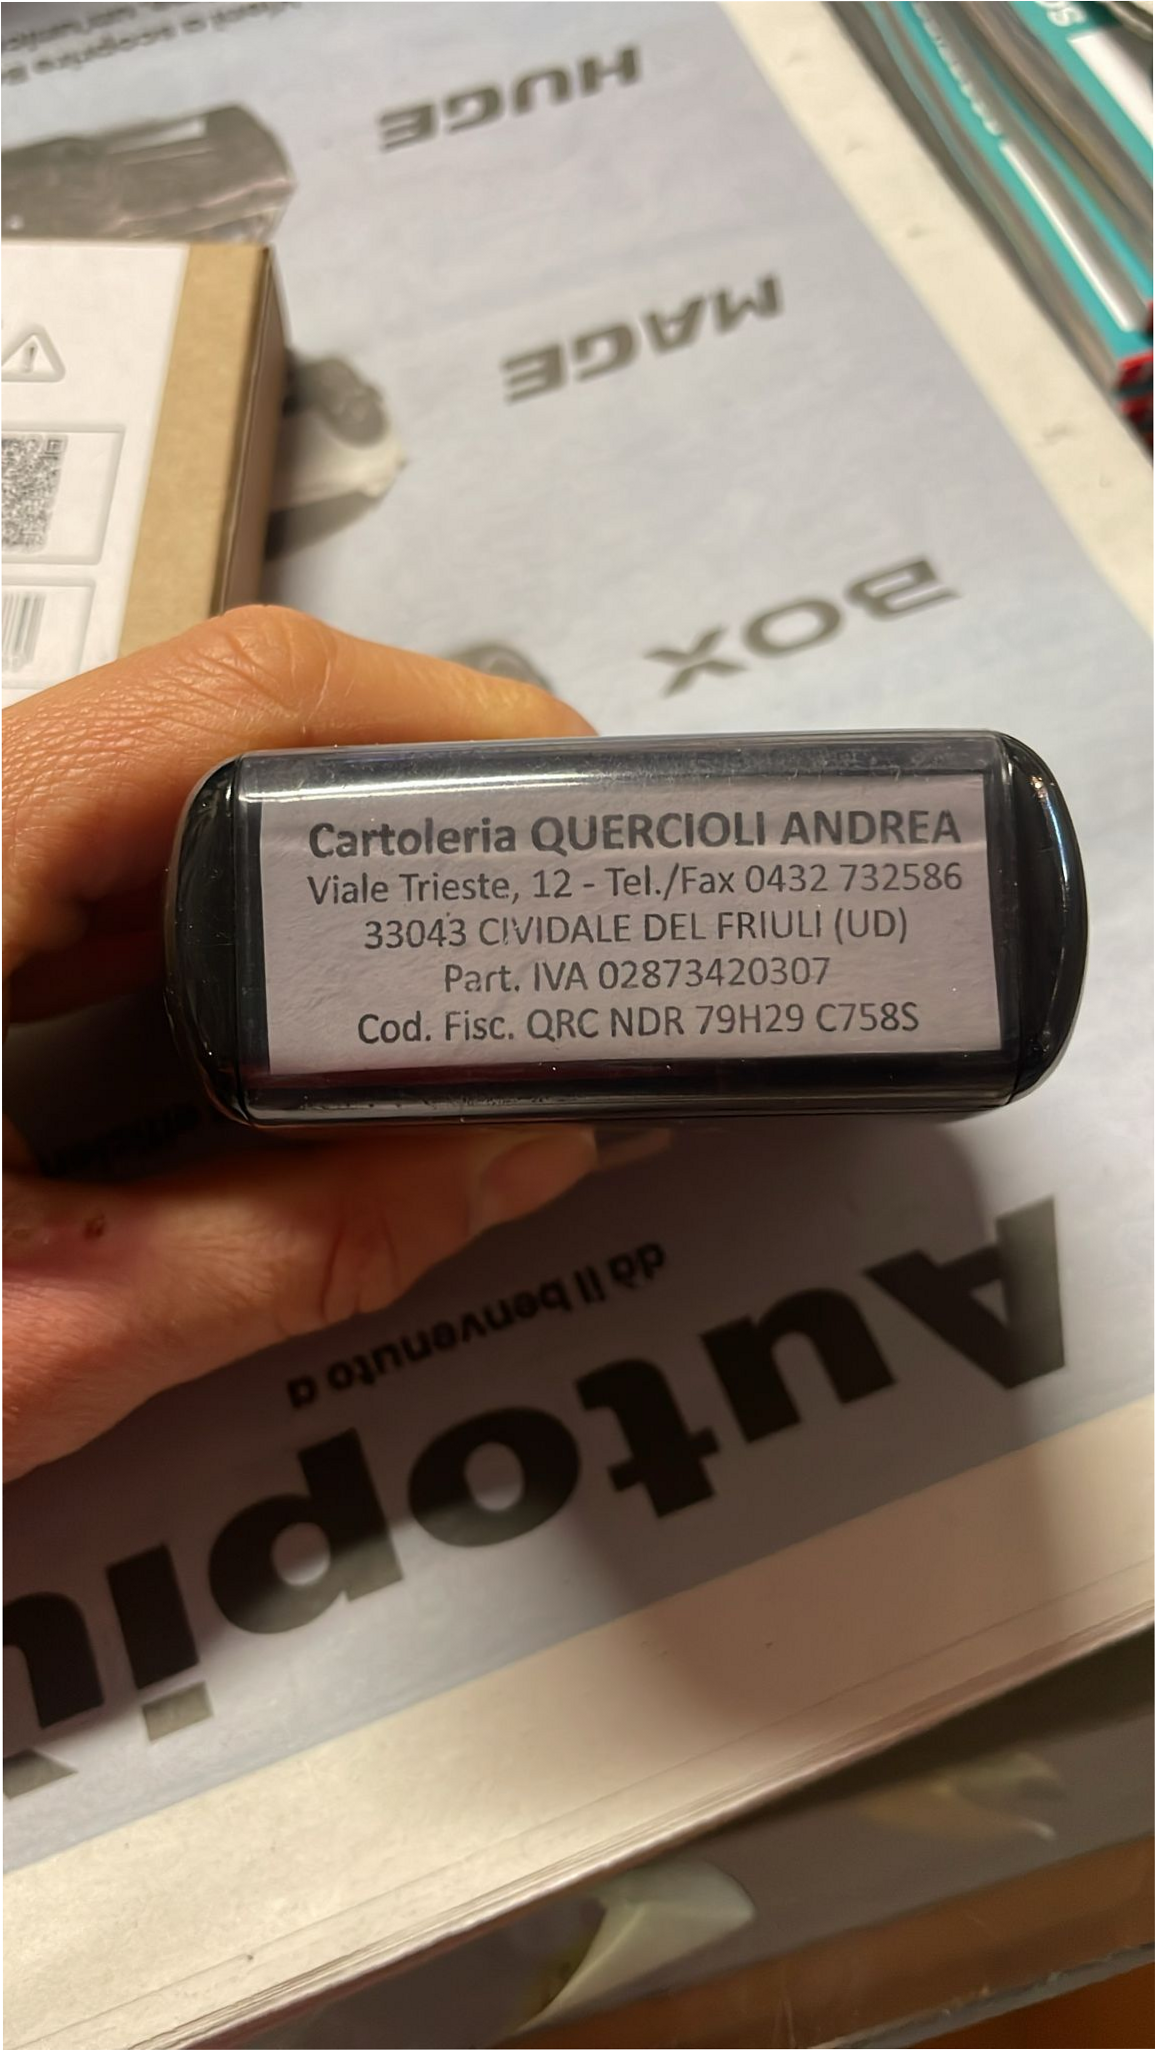 HUGE
MAGE
BOX
Cartoleria QUERCIOLI ANDREA
Viale Trieste, 12 - Tel./Fax 0432 732586
33043 CIVIDALE DEL FRIULI (UD)
Part. IVA 02873420307
Cod. Fisc. QRC NDR 79H29 C758S
dà il benvenuto a
Autopiù